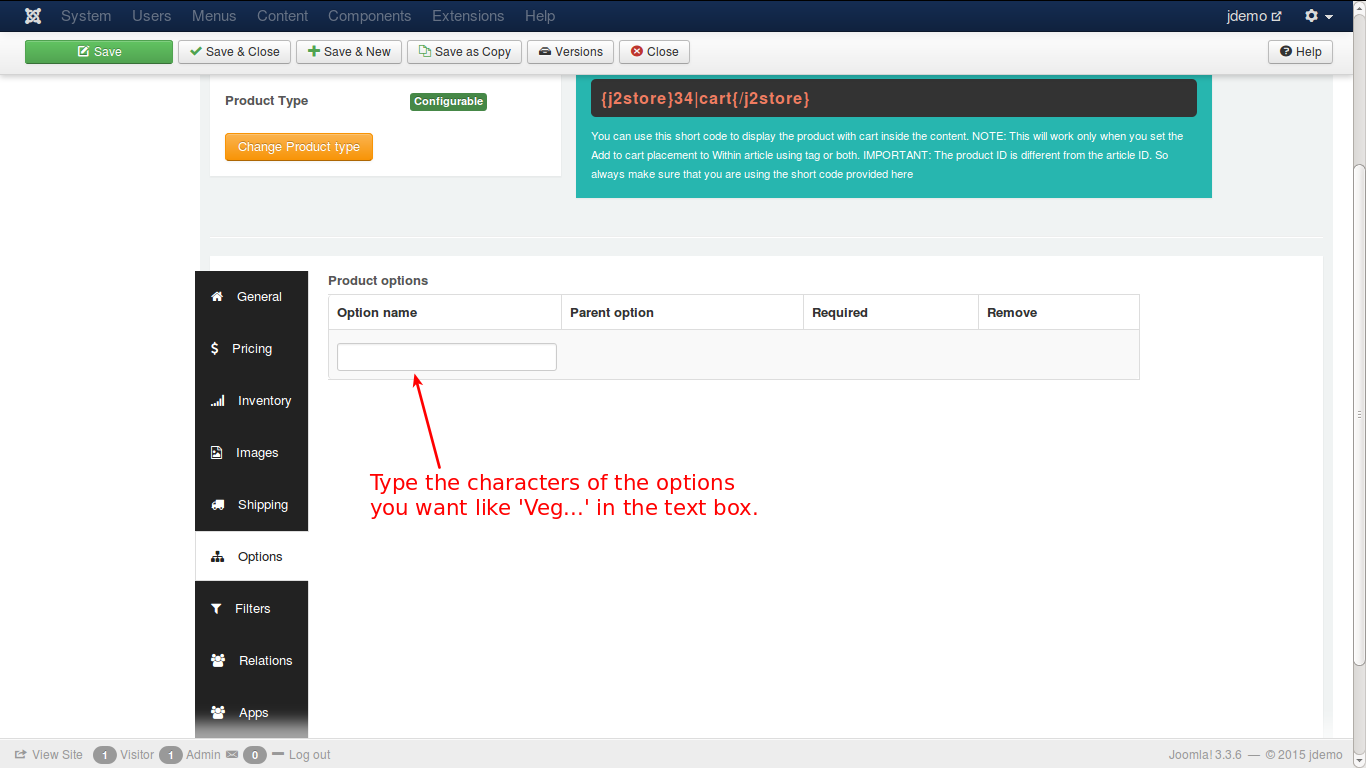 System Users Menus Content Components Extensions Help jdemo
Save Save & Close Save & New Save as Copy Versions Close Help
Product Type Configurable
Change Product type
{j2store}34|cart{/j2store}
You can use this short code to display the product with cart inside the content. NOTE: This will work only when you set the
Add to cart placement to Within article using tag or both. IMPORTANT: The product ID is different from the article ID. So
always make sure that you are using the short code provided here
General
Pricing
Inventory
Images
Shipping
Options
Filters
Relations
Apps
Product options
Option name Parent option Required Remove
Type the characters of the options
you want like 'Veg...' in the text box.
View Site 1 Visitor 1 Admin 0 Log out Joomla! 3.3.6 — © 2015 jdemo